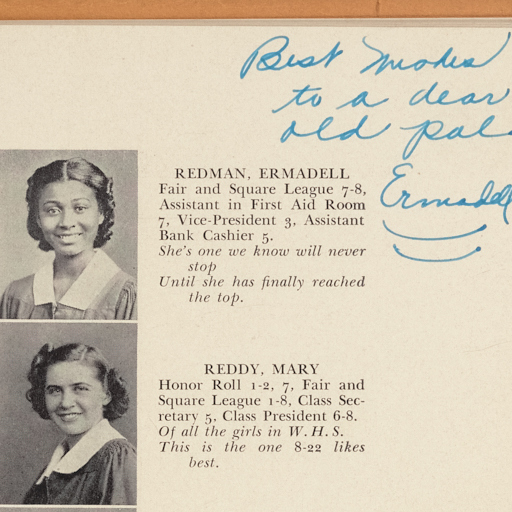 Best
to a dear
old pal
Ermadell
REDMAN, ERMADELL
Fair and Square League 7-8,
Assistant in First Aid Room
7, Vice-President 3, Assistant
Bank Cashier 5.
She's one we know will never
stop
Until she has finally reached
the top.
REDDY, MARY
Honor Roll 1-2, 7, Fair and
Square League 1-8, Class Sec-
retary 5, Class President 6-8.
Of all the girls in W. H. S.
This is the one 8-22 likes
best.